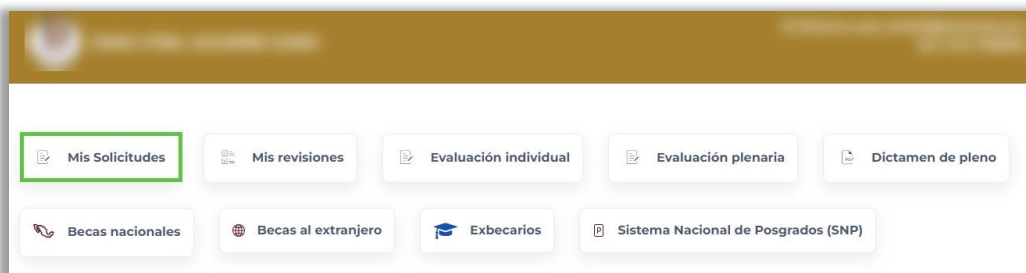 Mis Solicitudes
Mis revisiones
Evaluación individual
Evaluación plenaria
Dictamen de pleno
Becas nacionales
Becas al extranjero
Exbecarios
Sistema Nacional de Posgrados (SNP)